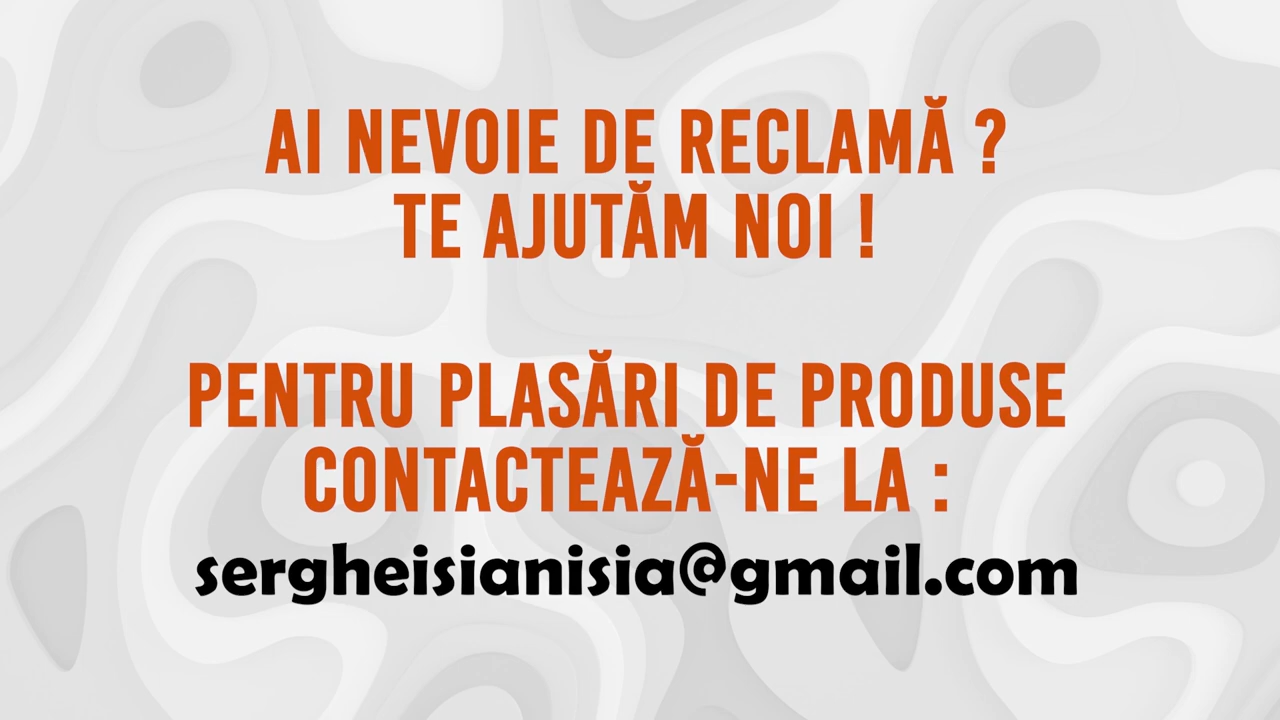 AI NEVOIE DE RECLAMĂ ?
TE AJUTĂM NOI !
PENTRU PLASĂRI DE PRODUSE
CONTACTEAZĂ-NE LA :
sergheisianisia@gmail.com